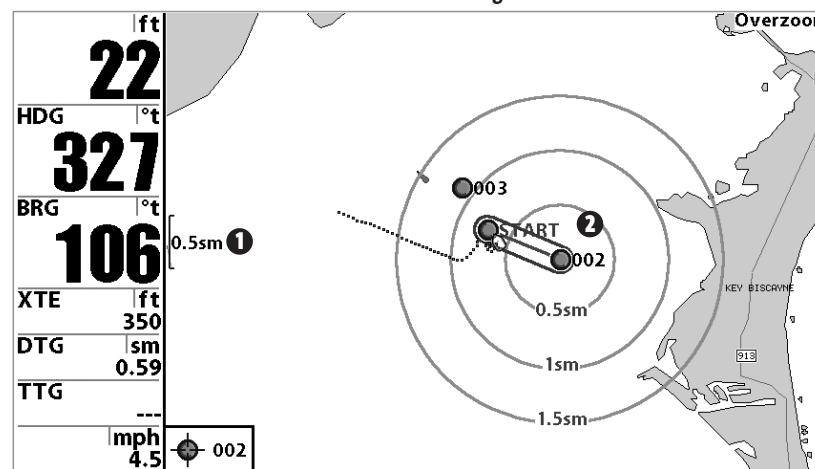 Overzoom
ft
22
HDG °t
327
BRG °t
106
XTE ft
350
DTG sm
0.59
TTG
---
mph
4.5
0.5sm 1
003
START 2
002
0.5sm
1sm
1.5sm
KEY BISCAYNE
913
002